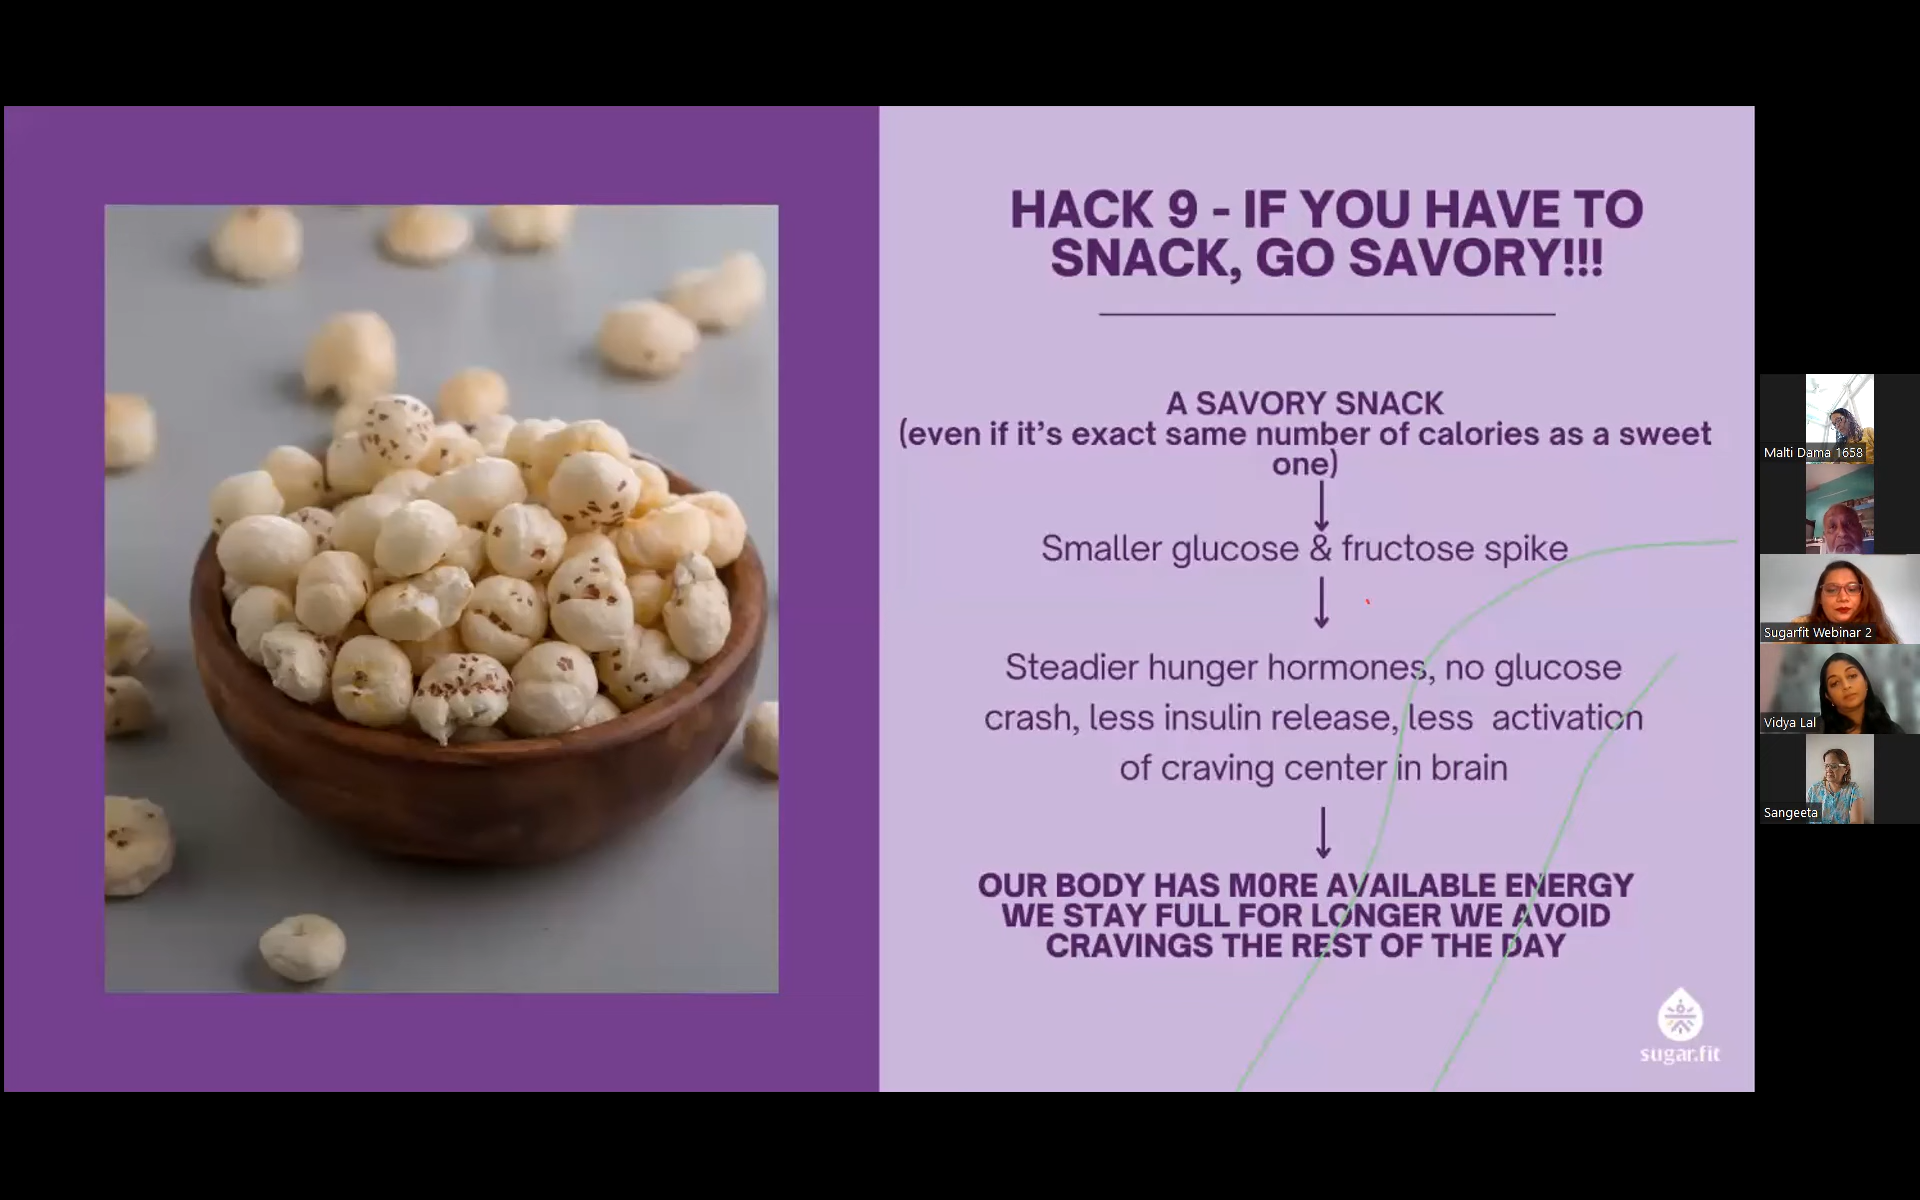 HACK 9 - IF YOU HAVE TO
SNACK, GO SAVORY!!!
A SAVORY SNACK
(even if it’s exact same number of calories as a sweet
one)
Smaller glucose & fructose spike
Steadier hunger hormones, no glucose
crash, less insulin release, less activation
of craving center in brain
OUR BODY HAS M0RE AVAILABLE ENERGY
WE STAY FULL FOR LONGER WE AVOID
CRAVINGS THE REST OF THE DAY
sugar.fit
Malti Dama 1658
Sugarfit Webinar 2
Vidya Lal
Sangeeta